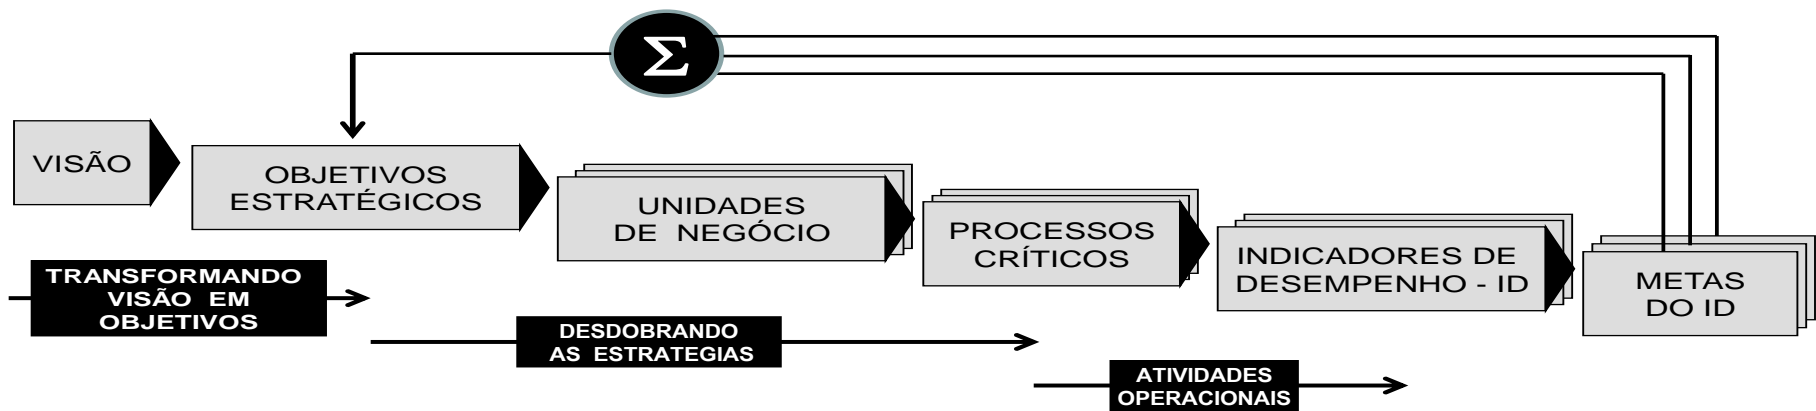 Σ
VISÃO
OBJETIVOS
ESTRATÉGICOS
UNIDADES
DE NEGÓCIO
PROCESSOS
CRÍTICOS
INDICADORES DE
DESEMPENHO - ID
METAS
DO ID
TRANSFORMANDO
VISÃO EM
OBJETIVOS
DESDOBRANDO
AS ESTRATEGIAS
ATIVIDADES
OPERACIONAIS